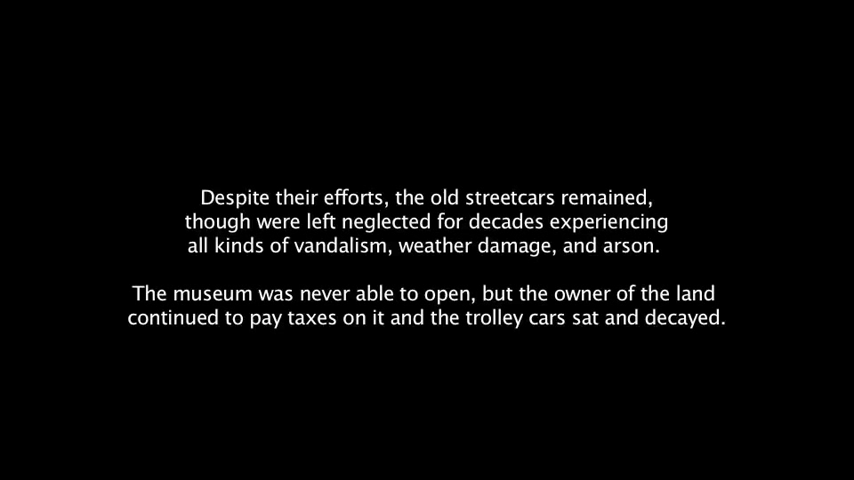 Despite their efforts, the old streetcars remained,
though were left neglected for decades experiencing
all kinds of vandalism, weather damage, and arson.
The museum was never able to open, but the owner of the land
continued to pay taxes on it and the trolley cars sat and decayed.